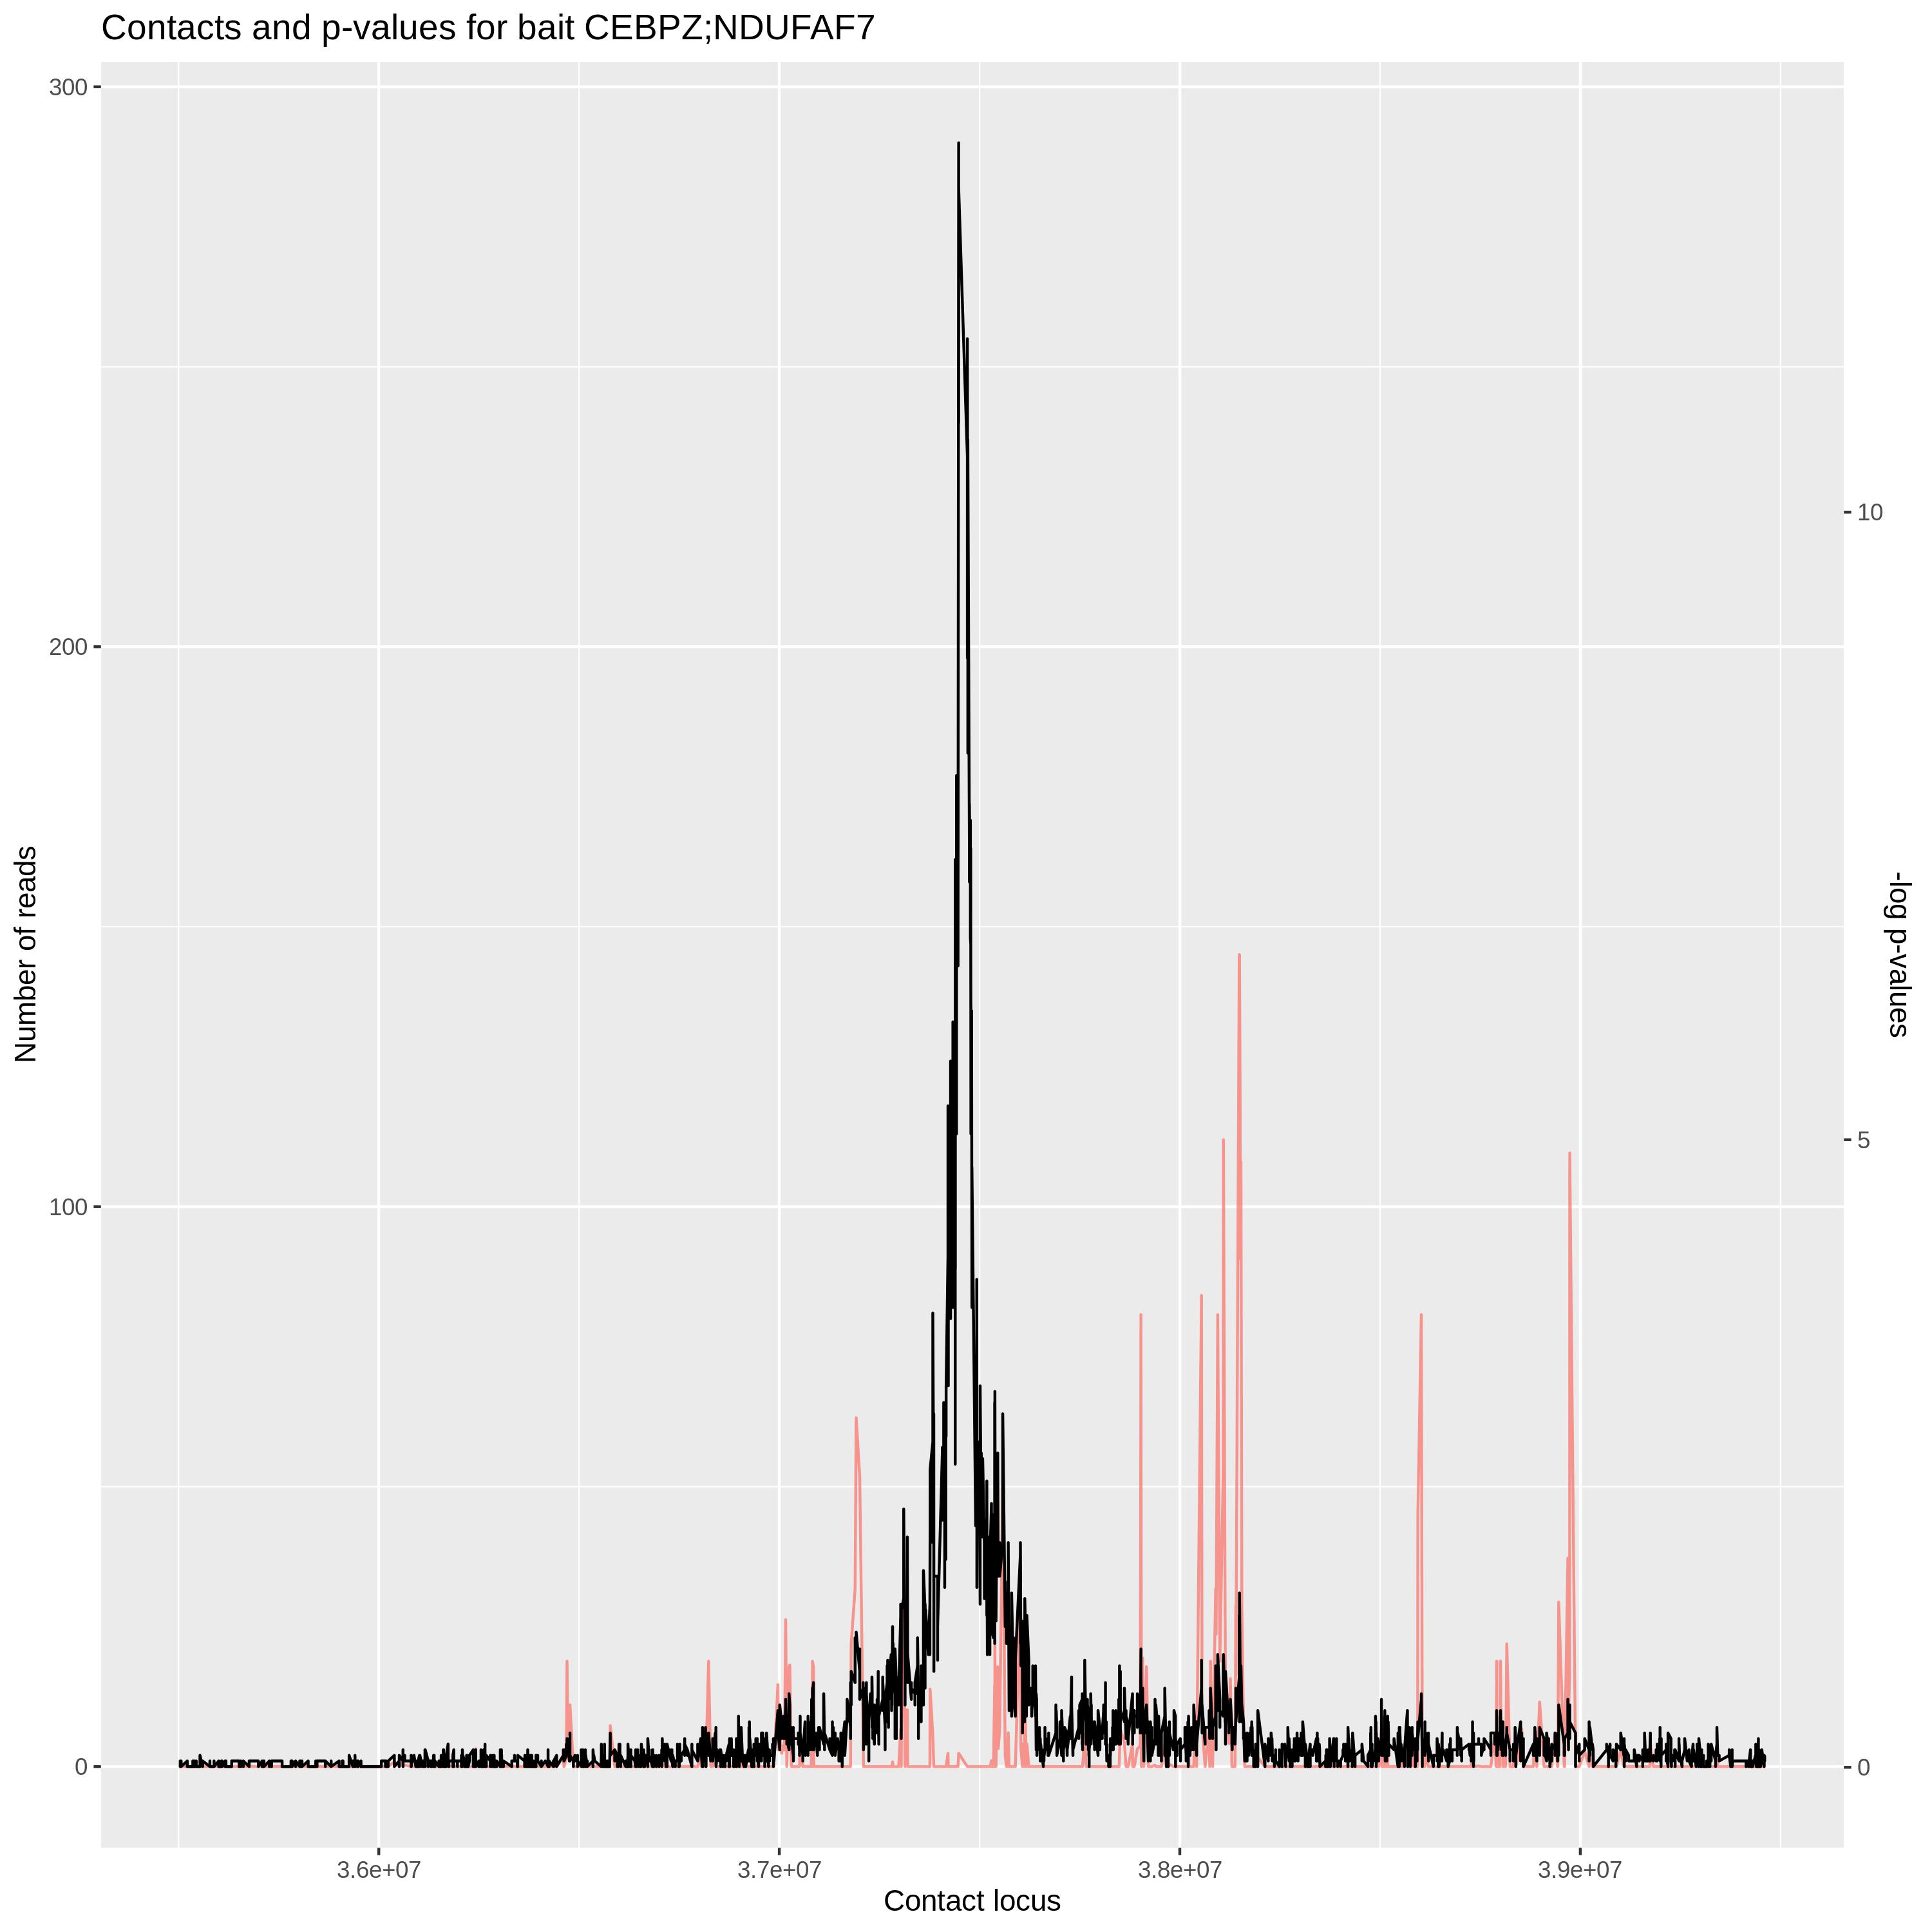 Contacts and p-values for bait CEBPZ;NDUFAF7
300
200
100
0
Number of reads
10
5
0
-log p-values
3.6e+07
3.7e+07
3.8e+07
3.9e+07
Contact locus